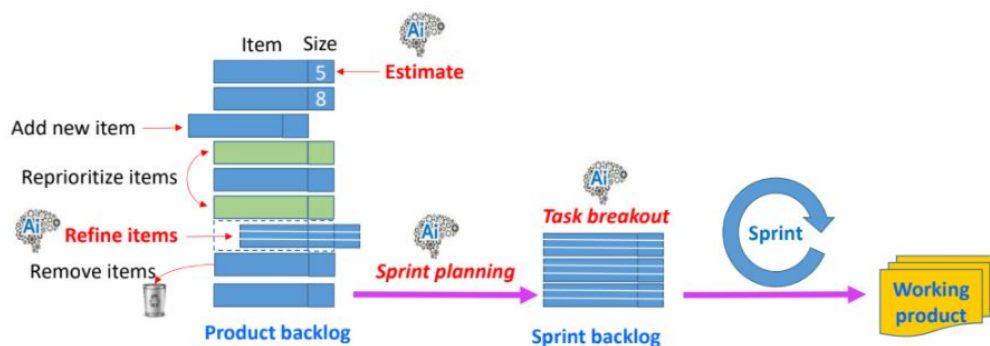 Ai
Item Size
5
Estimate
8
Add new item
Reprioritize items
Ai
Refine items
Remove items
Product backlog
Ai
Sprint planning
Ai
Task breakout
Sprint backlog
Sprint
Working
product